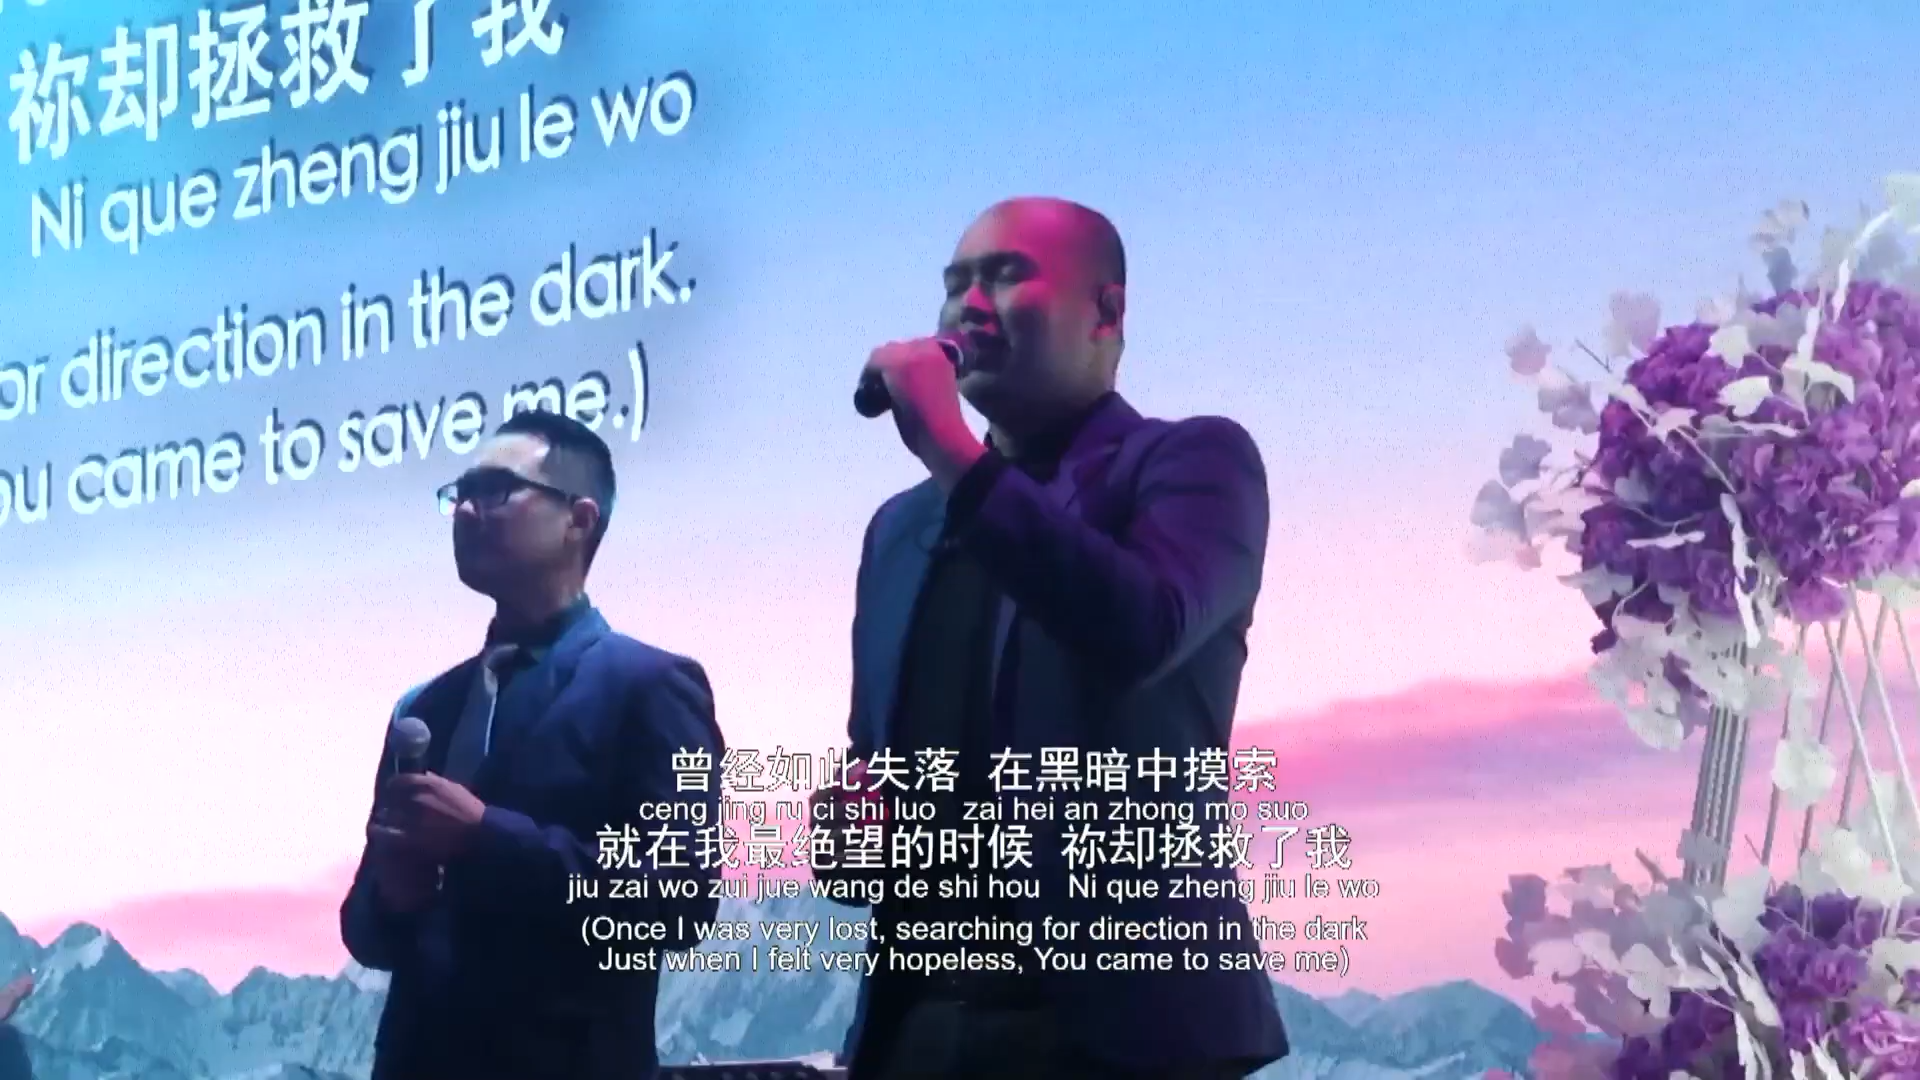 祢却拯救了我
Ni que zheng jiu le wo
or direction in the dark.
ou came to save me.)
曾经如此失落 在黑暗中摸索
ceng jing ru ci shi luo zai hei an zhong mo suo
就在我最绝望的时候 祢却拯救了我
jiu zai wo zui jue wang de shi hou Ni que zheng jiu le wo
(Once I was very lost, searching for direction in the dark
Just when I felt very hopeless, You came to save me)